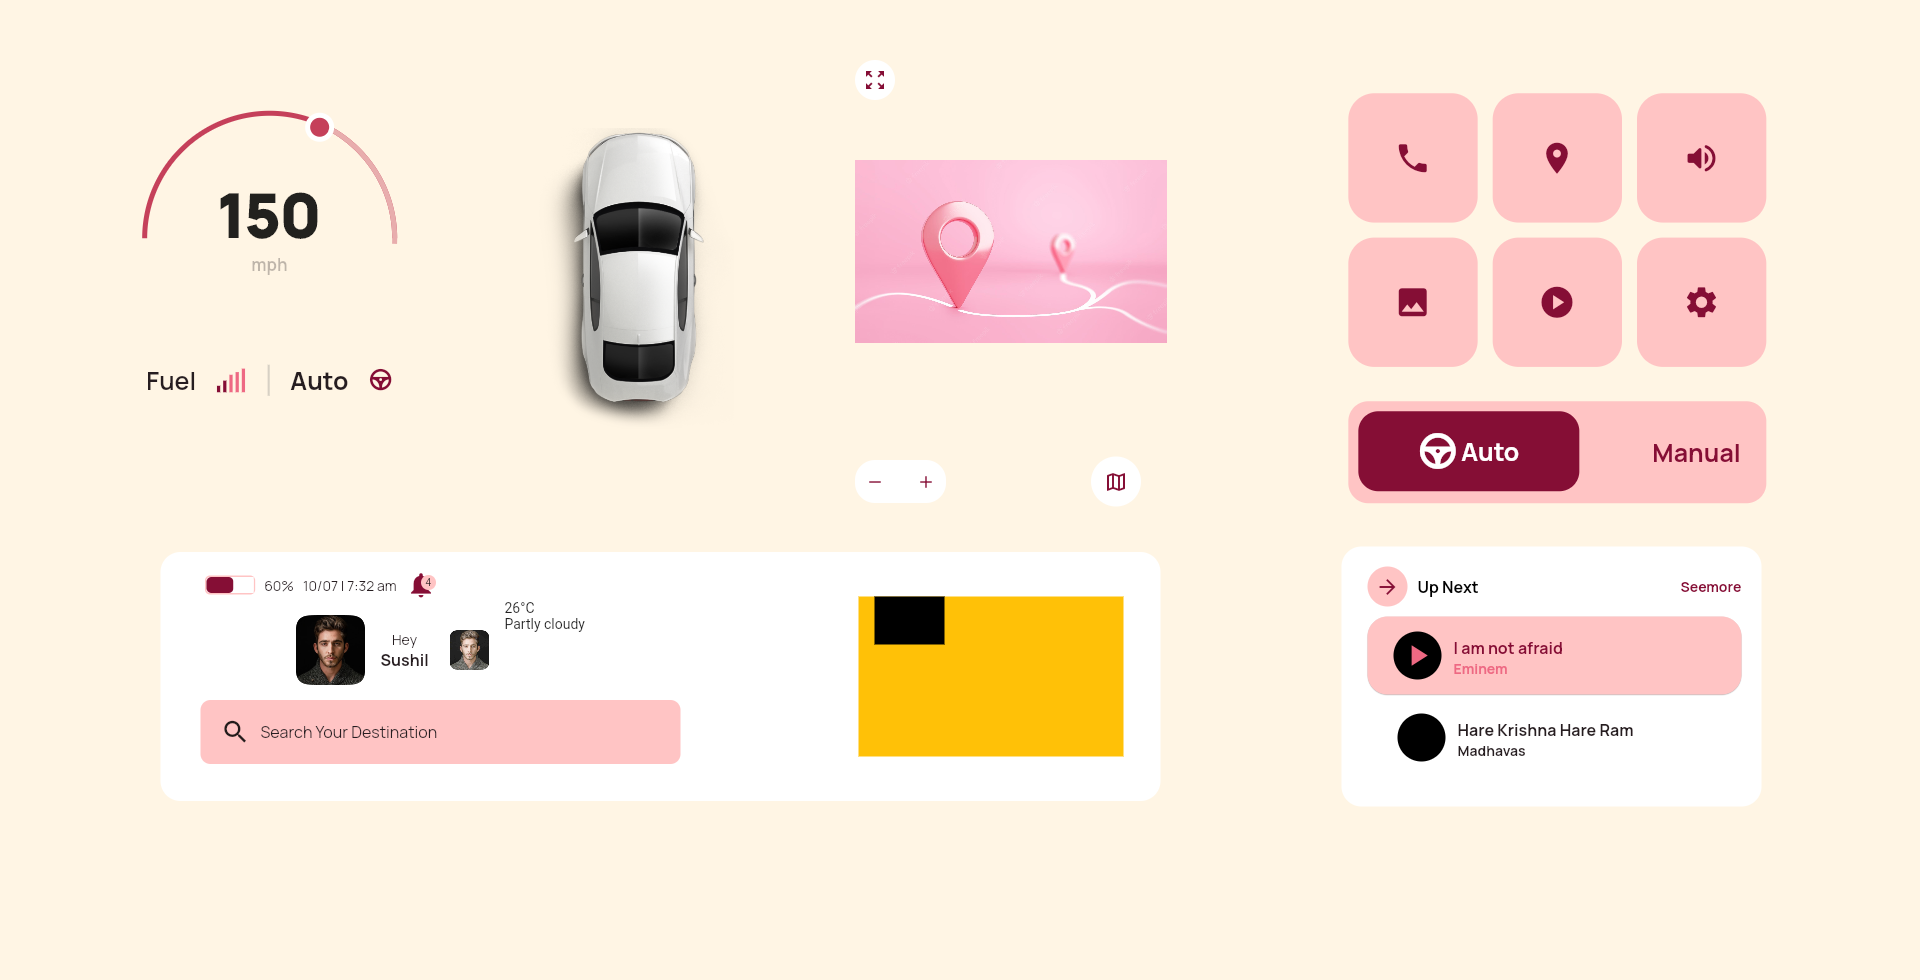 150
mph
Fuel
Auto
Auto
Manual
60%
10/07 | 7:32 am
4
26°C
Partly cloudy
Hey
Sushil
Search Your Destination
Up Next
Seemore
I am not afraid
Eminem
Hare Krishna Hare Ram
Madhavas